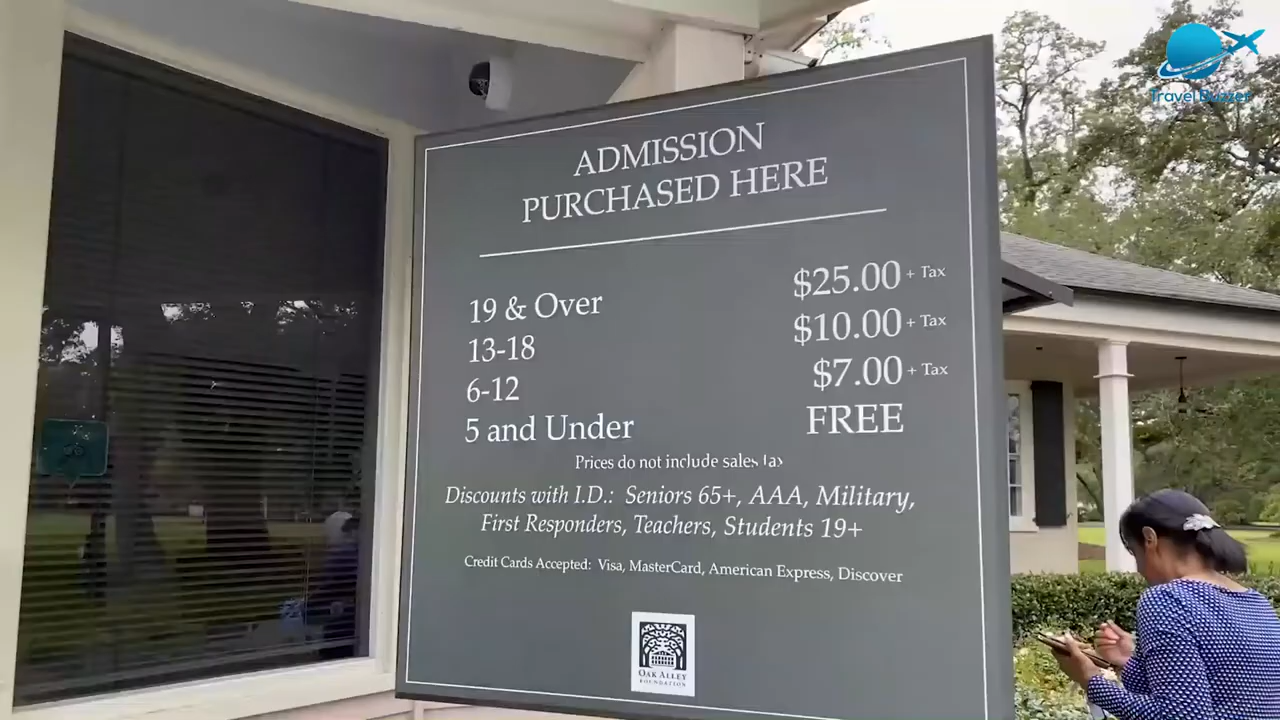 Travel Buzzer
ADMISSION
PURCHASED HERE
19 & Over $25.00 + Tax
13-18 $10.00 + Tax
6-12 $7.00 + Tax
5 and Under FREE
Prices do not include sales tax
Discounts with I.D.: Seniors 65+, AAA, Military,
First Responders, Teachers, Students 19+
Credit Cards Accepted: Visa, MasterCard, American Express, Discover
OAK ALLEY
FOUNDATION